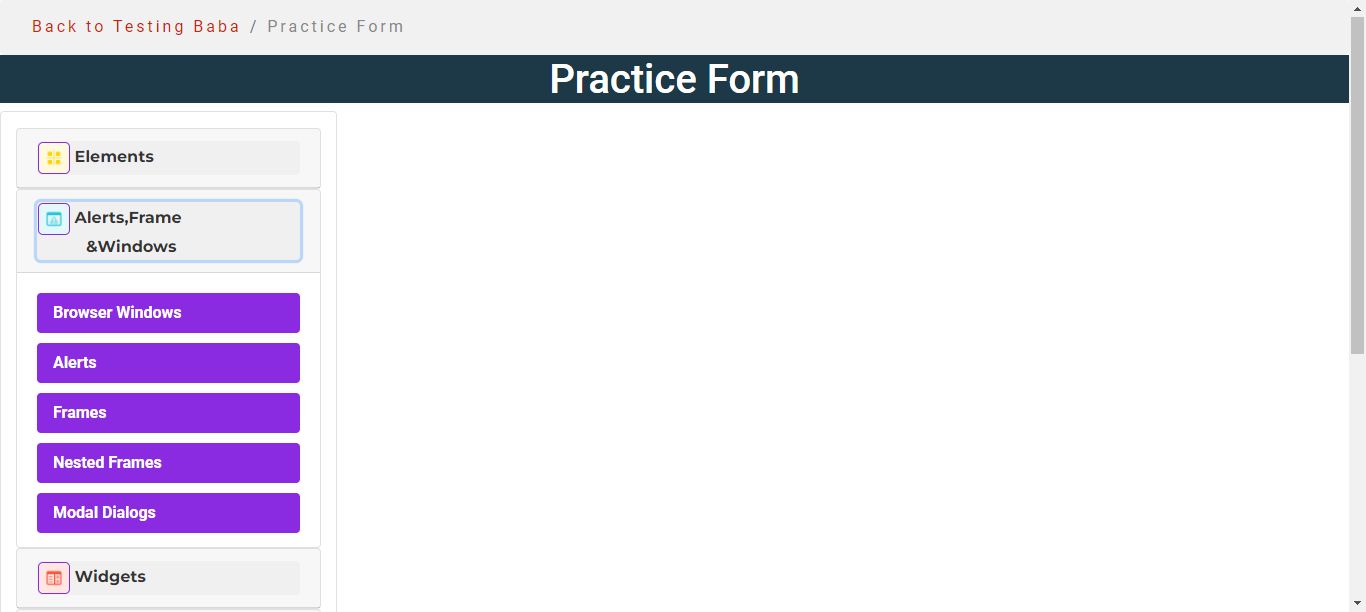 Back to Testing Baba / Practice Form
Practice Form
Elements
Alerts,Frame
&Windows
Browser Windows
Alerts
Frames
Nested Frames
Modal Dialogs
Widgets